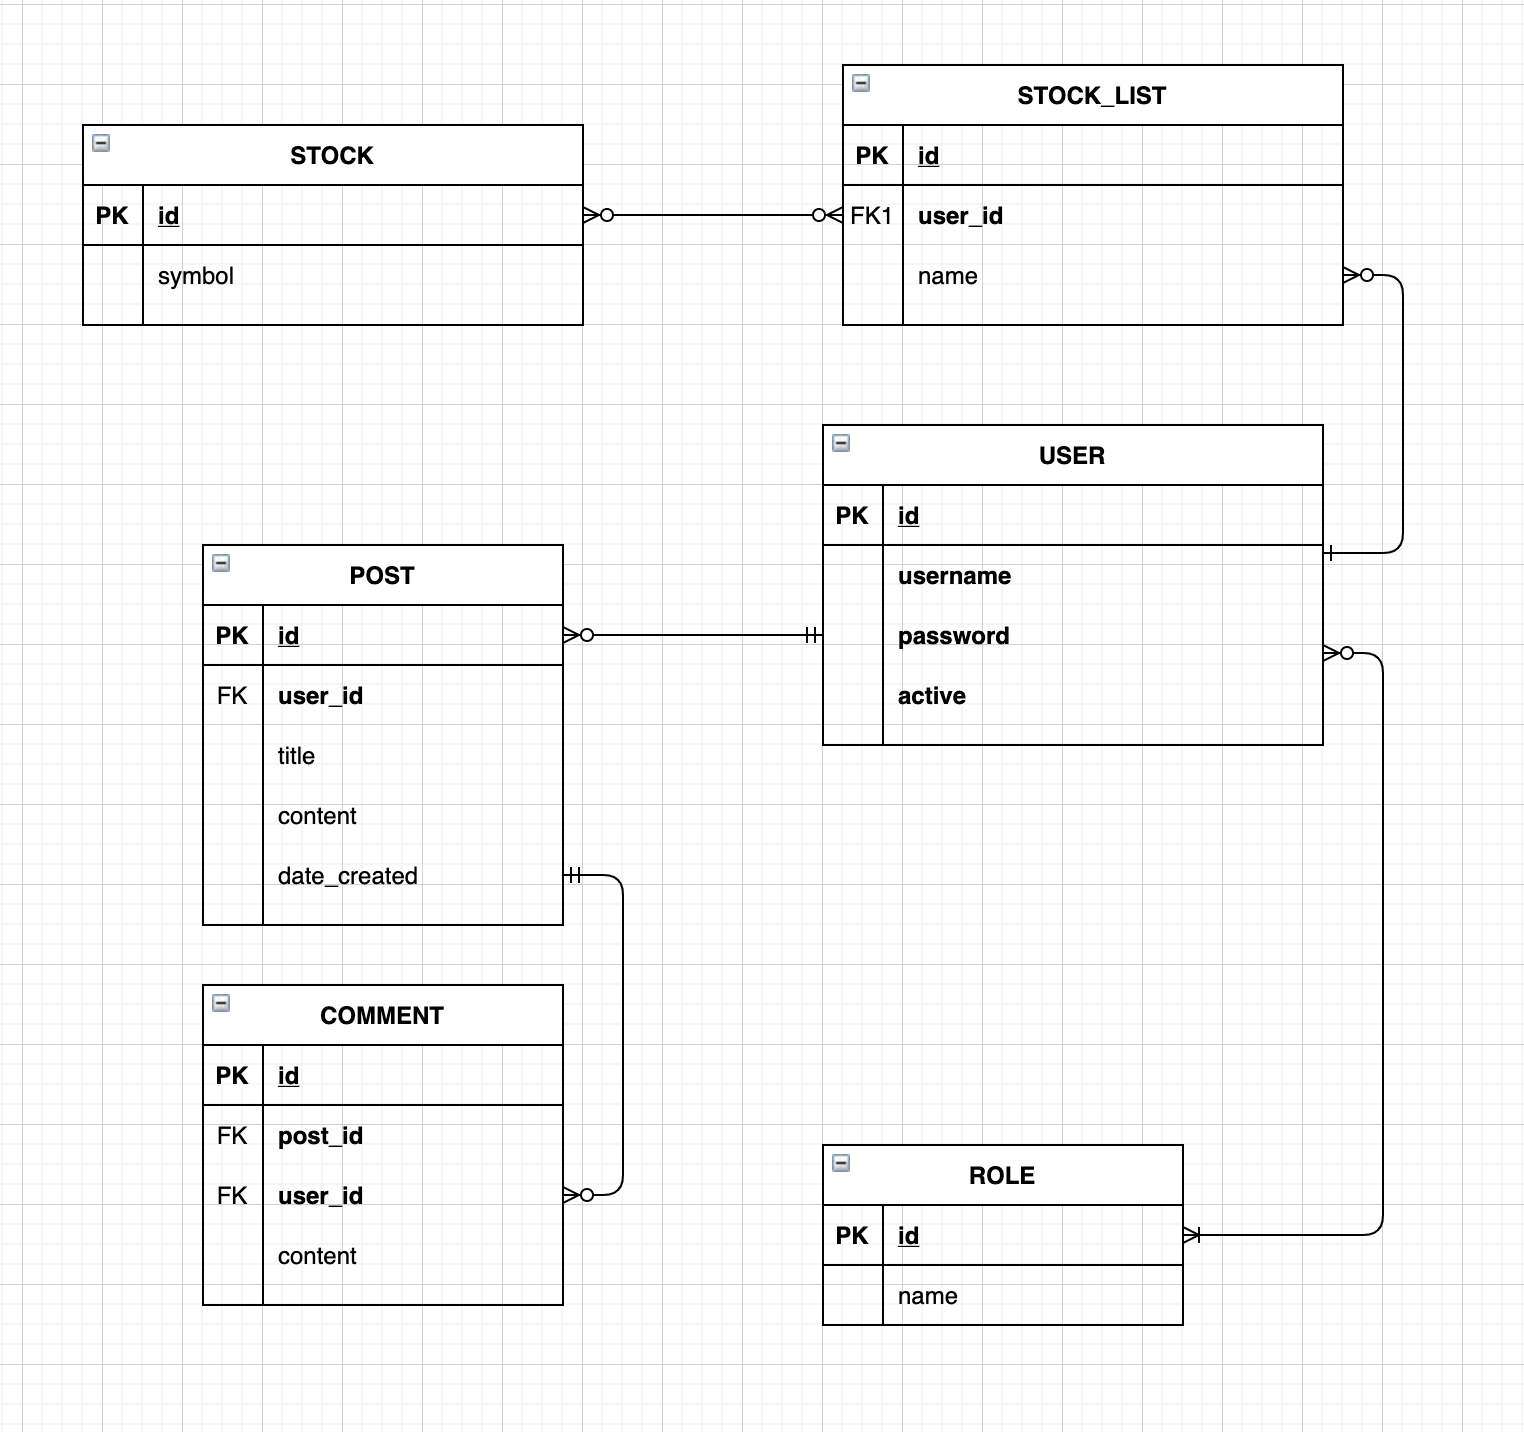 STOCK
PK id
symbol
STOCK_LIST
PK id
FK1 user_id
name
USER
PK id
username
password
active
POST
PK id
FK user_id
title
content
date_created
COMMENT
PK id
FK post_id
FK user_id
content
ROLE
PK id
name